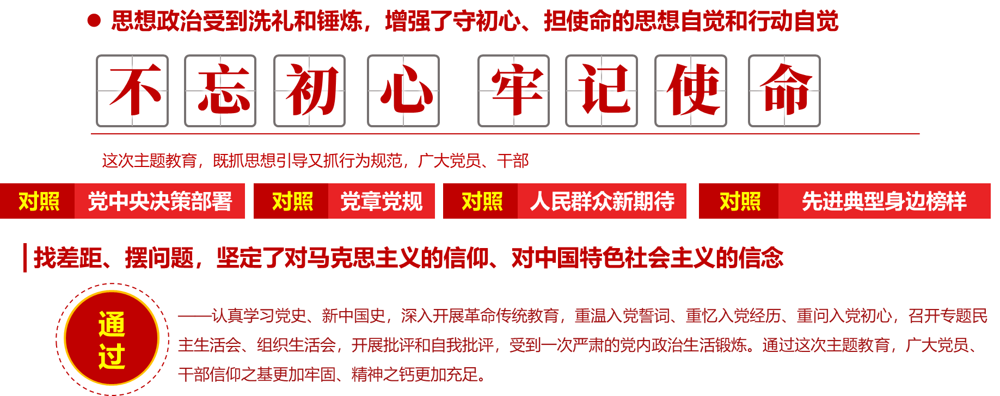 思想政治受到洗礼和锤炼，增强了守初心、担使命的思想自觉和行动自觉
不忘初心 牢记使命
这次主题教育，既抓思想引导又抓行为规范，广大党员、干部
对照 党中央决策部署 对照 党章党规 对照 人民群众新期待 对照 先进典型身边榜样
找差距、摆问题，坚定了对马克思主义的信仰、对中国特色社会主义的信念
通过
——认真学习党史、新中国史，深入开展革命传统教育，重温入党誓词、重忆入党经历、重问入党初心，召开专题民
主生活会、组织生活会，开展批评和自我批评，受到一次严肃的党内政治生活锻炼。通过这次主题教育，广大党员、
干部信仰之基更加牢固、精神之钙更加充足。